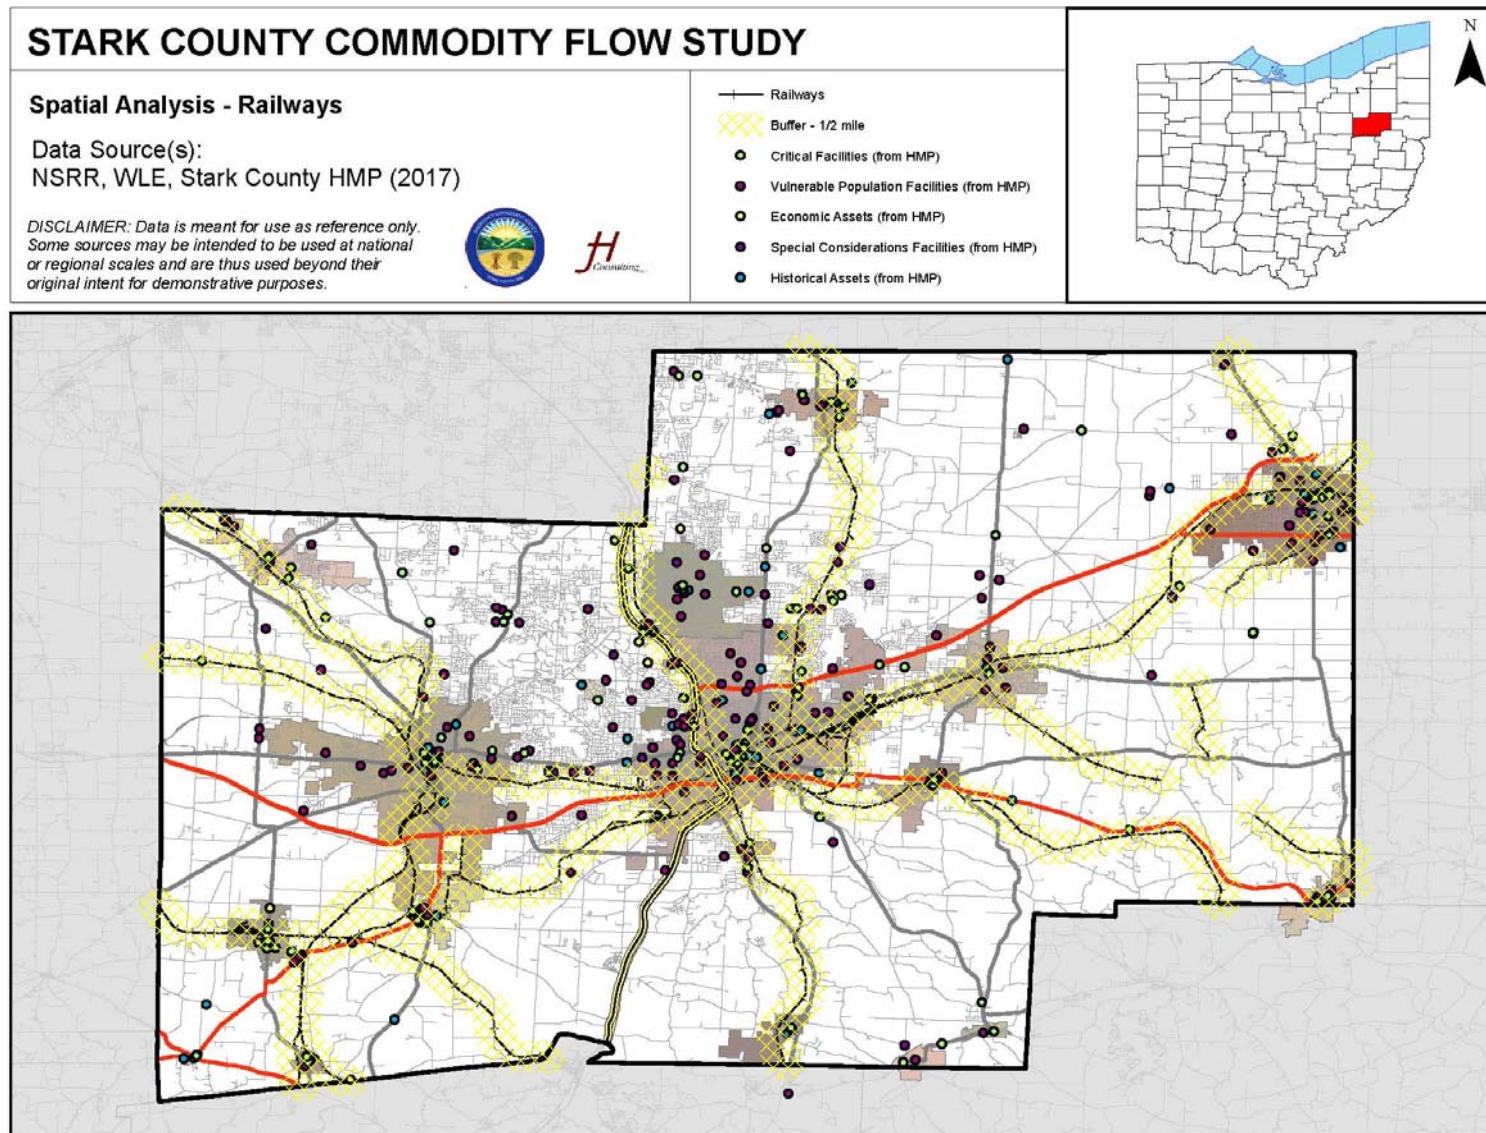 STARK COUNTY COMMODITY FLOW STUDY
Spatial Analysis - Railways
Data Source(s):
NSRR, WLE, Stark County HMP (2017)
DISCLAIMER: Data is meant for use as reference only.
Some sources may be intended to be used at national
or regional scales and are thus used beyond their
original intent for demonstrative purposes.
JH
Consulting
Railways
Buffer - 1/2 mile
Critical Facilities (from HMP)
Vulnerable Population Facilities (from HMP)
Economic Assets (from HMP)
Special Considerations Facilities (from HMP)
Historical Assets (from HMP)
N